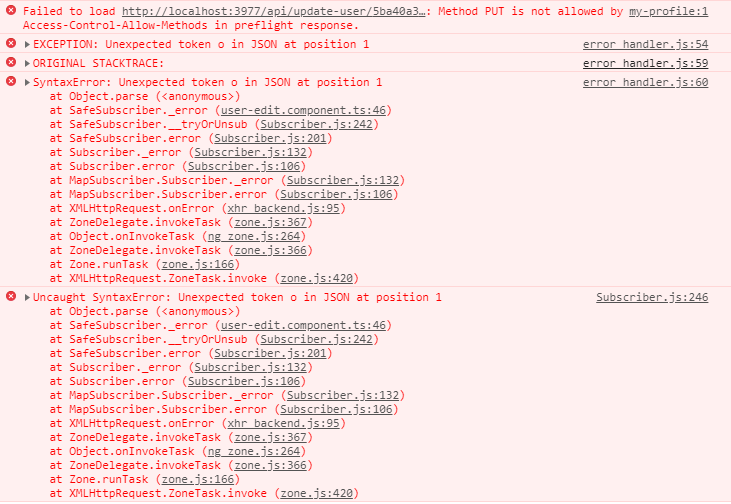 Failed to load http://localhost:3977/api/update-user/5ba40a3…: Method PUT is not allowed by my-profile:1
Access-Control-Allow-Methods in preflight response.
EXCEPTION: Unexpected token o in JSON at position 1 error_handler.js:54
ORIGINAL STACKTRACE: error_handler.js:59
SyntaxError: Unexpected token o in JSON at position 1 error_handler.js:60
at Object.parse (<anonymous>)
at SafeSubscriber._error (user-edit.component.ts:46)
at SafeSubscriber.__tryOrUnsub (Subscriber.js:242)
at SafeSubscriber.error (Subscriber.js:201)
at Subscriber._error (Subscriber.js:132)
at Subscriber.error (Subscriber.js:106)
at MapSubscriber.Subscriber._error (Subscriber.js:132)
at MapSubscriber.Subscriber.error (Subscriber.js:106)
at XMLHttpRequest.onError (xhr_backend.js:95)
at ZoneDelegate.invokeTask (zone.js:367)
at Object.onInvokeTask (ng_zone.js:264)
at ZoneDelegate.invokeTask (zone.js:366)
at Zone.runTask (zone.js:166)
at XMLHttpRequest.ZoneTask.invoke (zone.js:420)
Uncaught SyntaxError: Unexpected token o in JSON at position 1 Subscriber.js:246
at Object.parse (<anonymous>)
at SafeSubscriber._error (user-edit.component.ts:46)
at SafeSubscriber.__tryOrUnsub (Subscriber.js:242)
at SafeSubscriber.error (Subscriber.js:201)
at Subscriber._error (Subscriber.js:132)
at Subscriber.error (Subscriber.js:106)
at MapSubscriber.Subscriber._error (Subscriber.js:132)
at MapSubscriber.Subscriber.error (Subscriber.js:106)
at XMLHttpRequest.onError (xhr_backend.js:95)
at ZoneDelegate.invokeTask (zone.js:367)
at Object.onInvokeTask (ng_zone.js:264)
at ZoneDelegate.invokeTask (zone.js:366)
at Zone.runTask (zone.js:166)
at XMLHttpRequest.ZoneTask.invoke (zone.js:420)